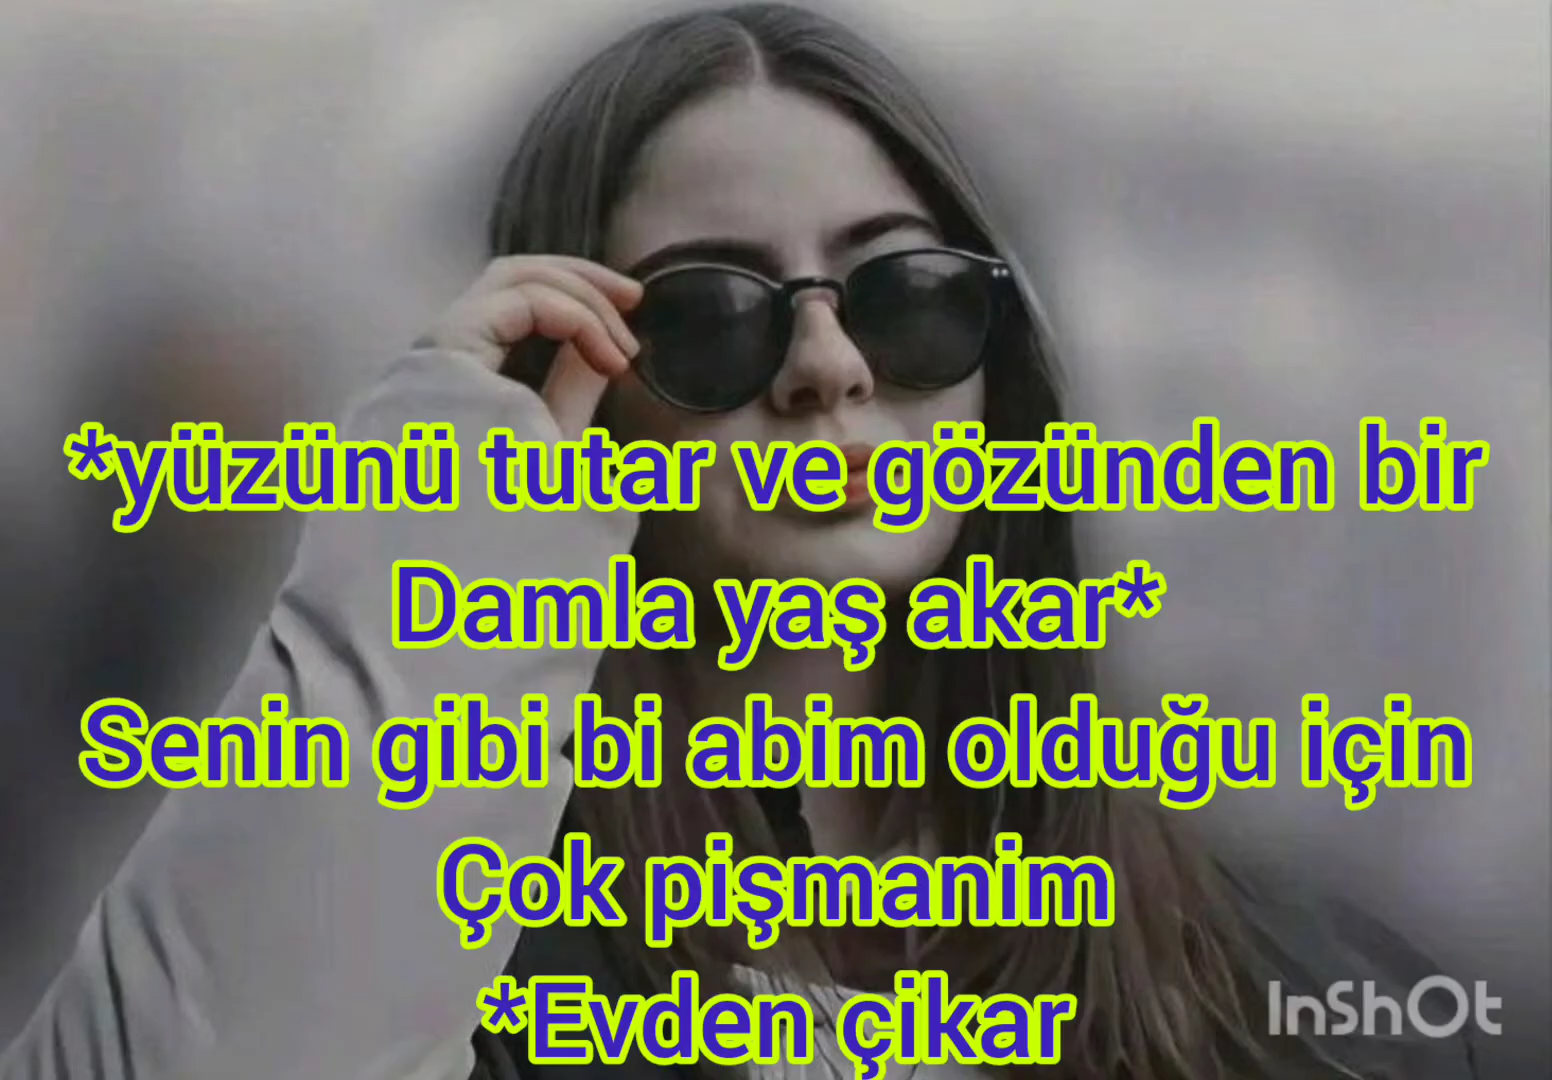 *yüzünü tutar ve gözünden bir
Damla yaş akar*
Senin gibi bi abim olduğu için
Çok pişmanim
*Evden çikar
InShOt